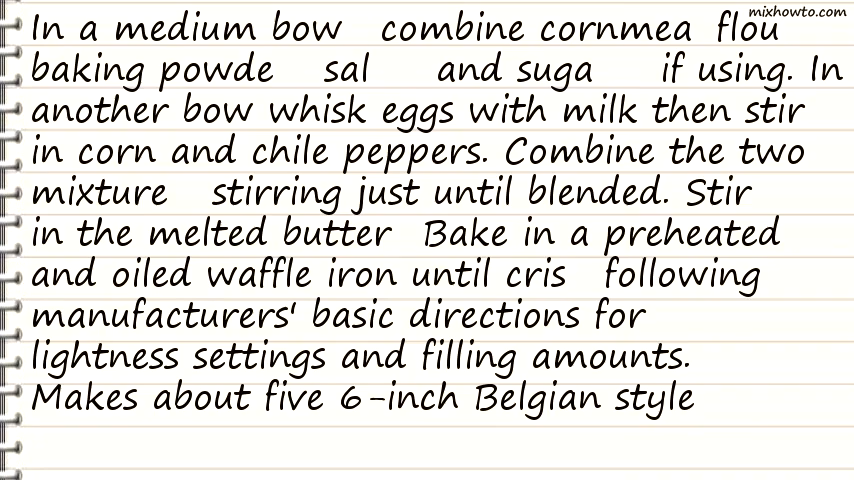 mixhowto.com
In a medium bow combine cornmea flou
baking powde sal and suga if using. In
another bow whisk eggs with milk then stir
in corn and chile peppers. Combine the two
mixture stirring just until blended. Stir
in the melted butter Bake in a preheated
and oiled waffle iron until cris following
manufacturers' basic directions for
lightness settings and filling amounts.
Makes about five 6-inch Belgian style